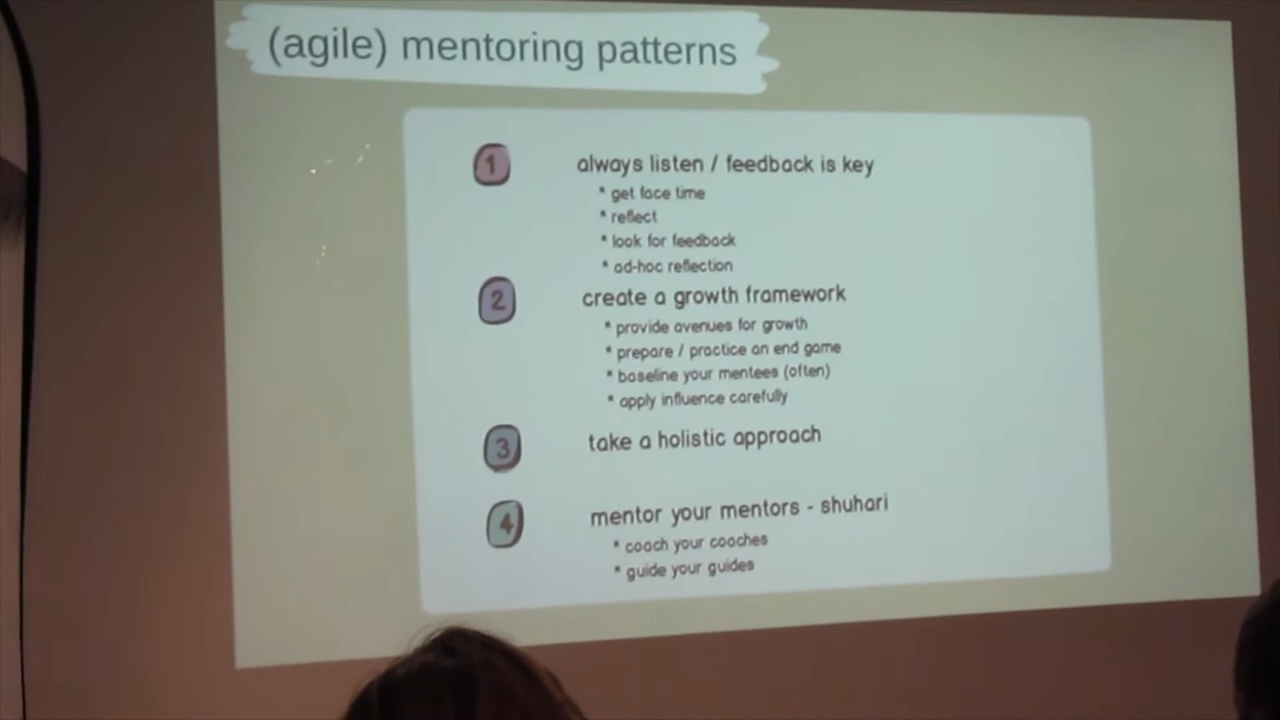 (agile) mentoring patterns
1 always listen / feedback is key
* get face time
* reflect
* look for feedback
* ad-hoc reflection
2 create a growth framework
* provide avenues for growth
* prepare / practice an end game
* baseline your mentees (often)
* apply influence carefully
3 take a holistic approach
4 mentor your mentors - shuhari
* coach your coaches
* guide your guides